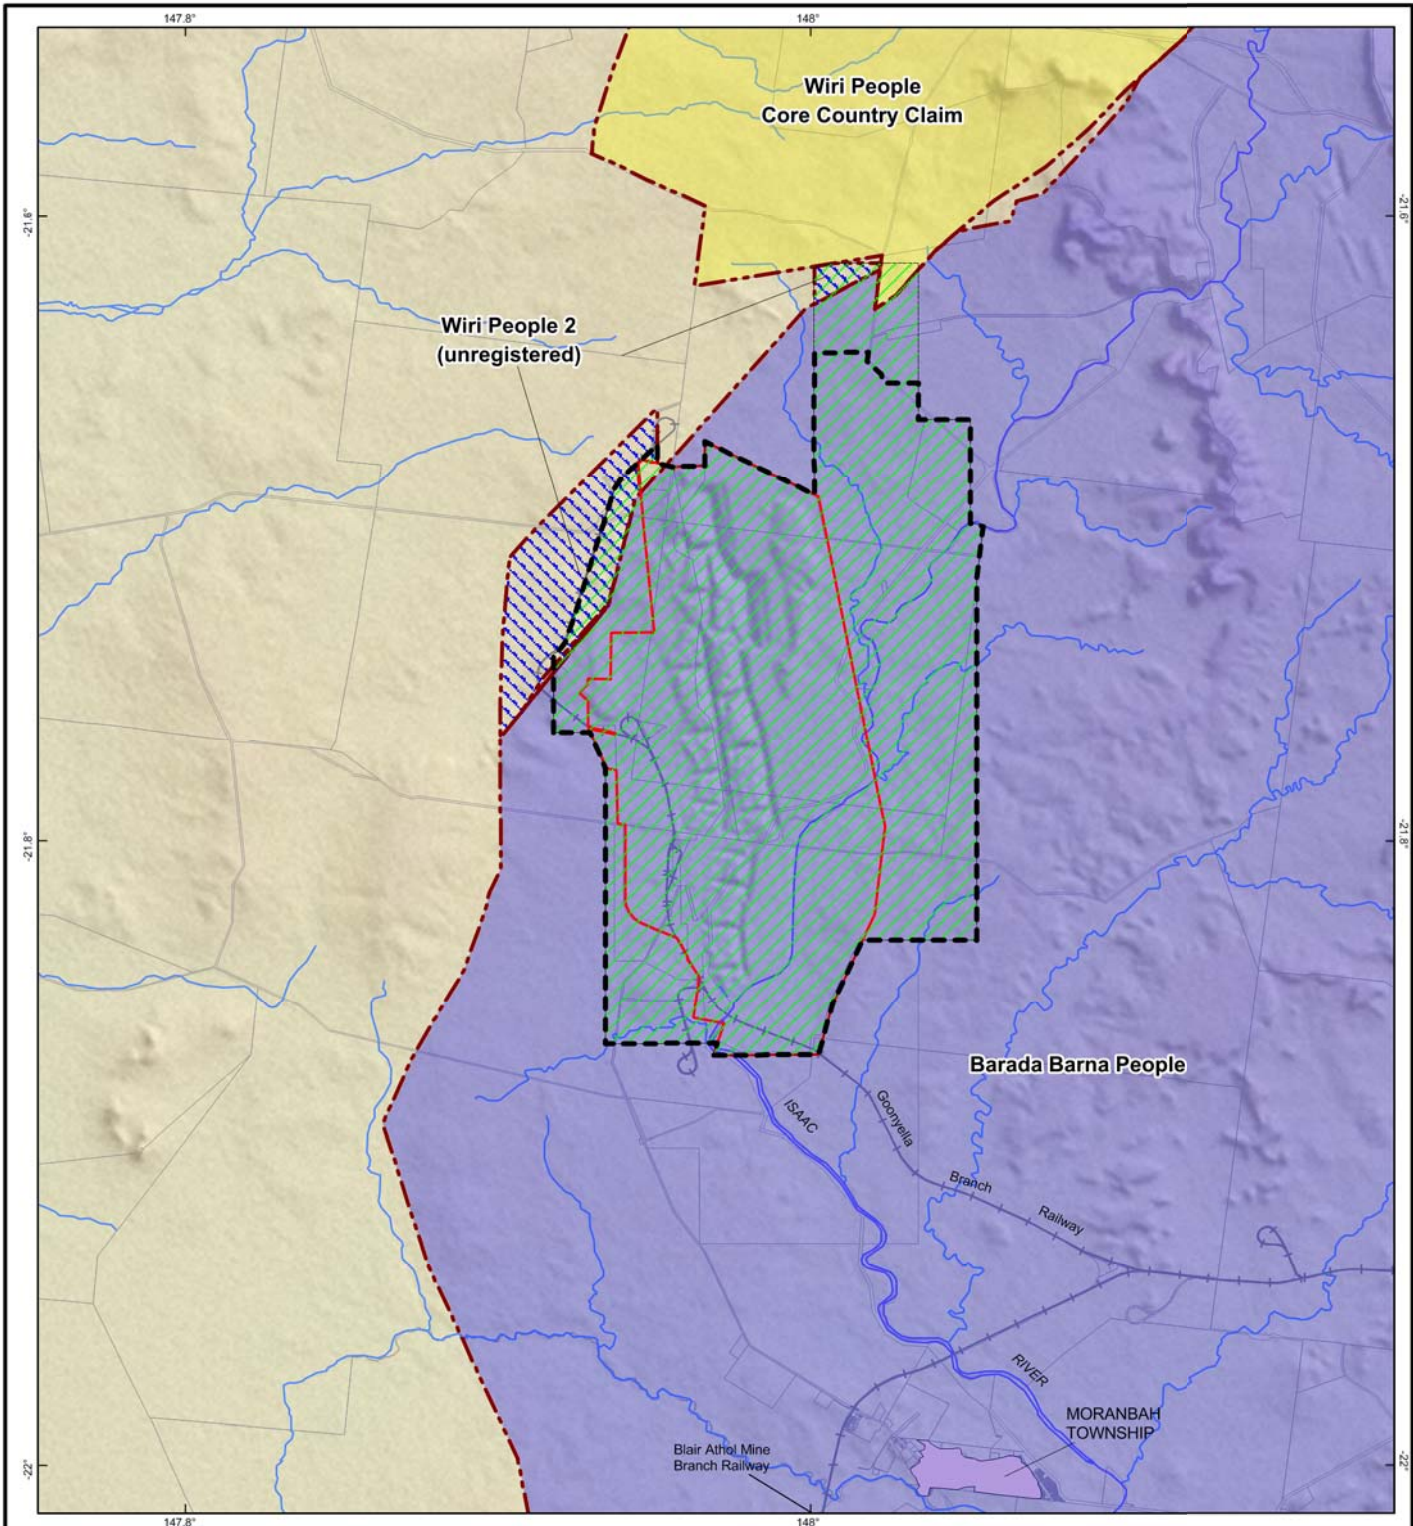 147.8°
148°
Wiri People
Core Country Claim
-21.6°
-21.6°
Wiri People 2
(unregistered)
-21.8°
-21.8°
Barada Barna People
ISAAC
Goonyella
Branch
Railway
RIVER
MORANBAH
TOWNSHIP
Blair Athol Mine
Branch Railway
-22°
-22°
147.8°
148°